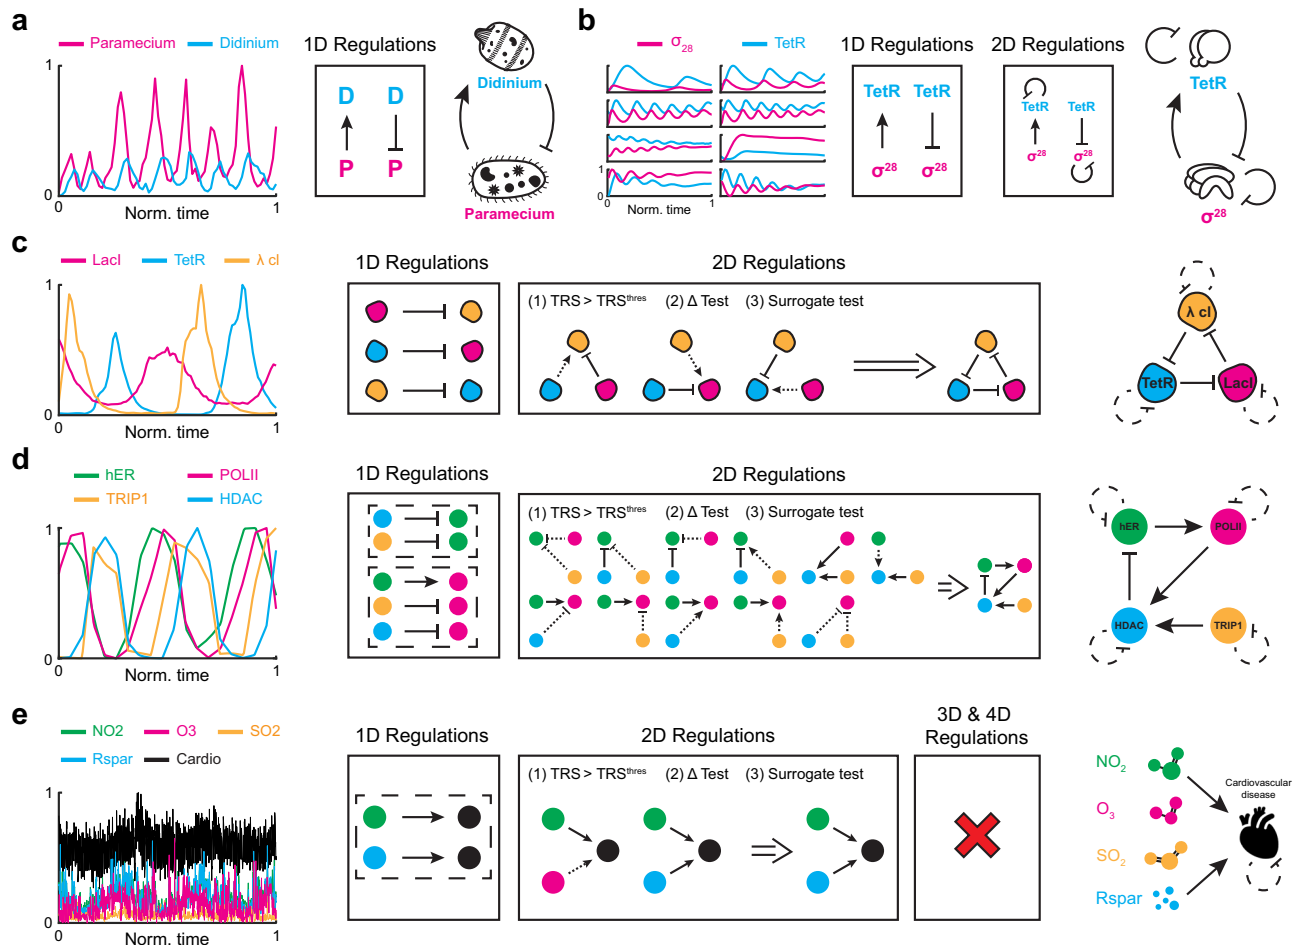 a
Paramecium Didinium
1
0
0
Norm. time
1
1D Regulations
D D
P P
Didinium
Paramecium
b
σ28 TetR
1
0
0
Norm. time
1
1D Regulations
TetR TetR
σ28 σ28
2D Regulations
TetR TetR
σ28 σ28
TetR
σ28
c
LacI TetR λ cI
1
0
0
Norm. time
1
1D Regulations
2D Regulations
(1) TRS > TRSthres (2) Δ Test (3) Surrogate test
λ cI
TetR LacI
d
hER POLII
TRIP1 HDAC
1
0
0
Norm. time
1
1D Regulations
2D Regulations
(1) TRS > TRSthres (2) Δ Test (3) Surrogate test
hER POLII
HDAC TRIP1
e
NO2 O3 SO2
Rspar Cardio
1
0
0
Norm. time
1
1D Regulations
2D Regulations
(1) TRS > TRSthres (2) Δ Test (3) Surrogate test
3D & 4D
Regulations
NO2
O3
SO2
Rspar
Cardiovascular
disease